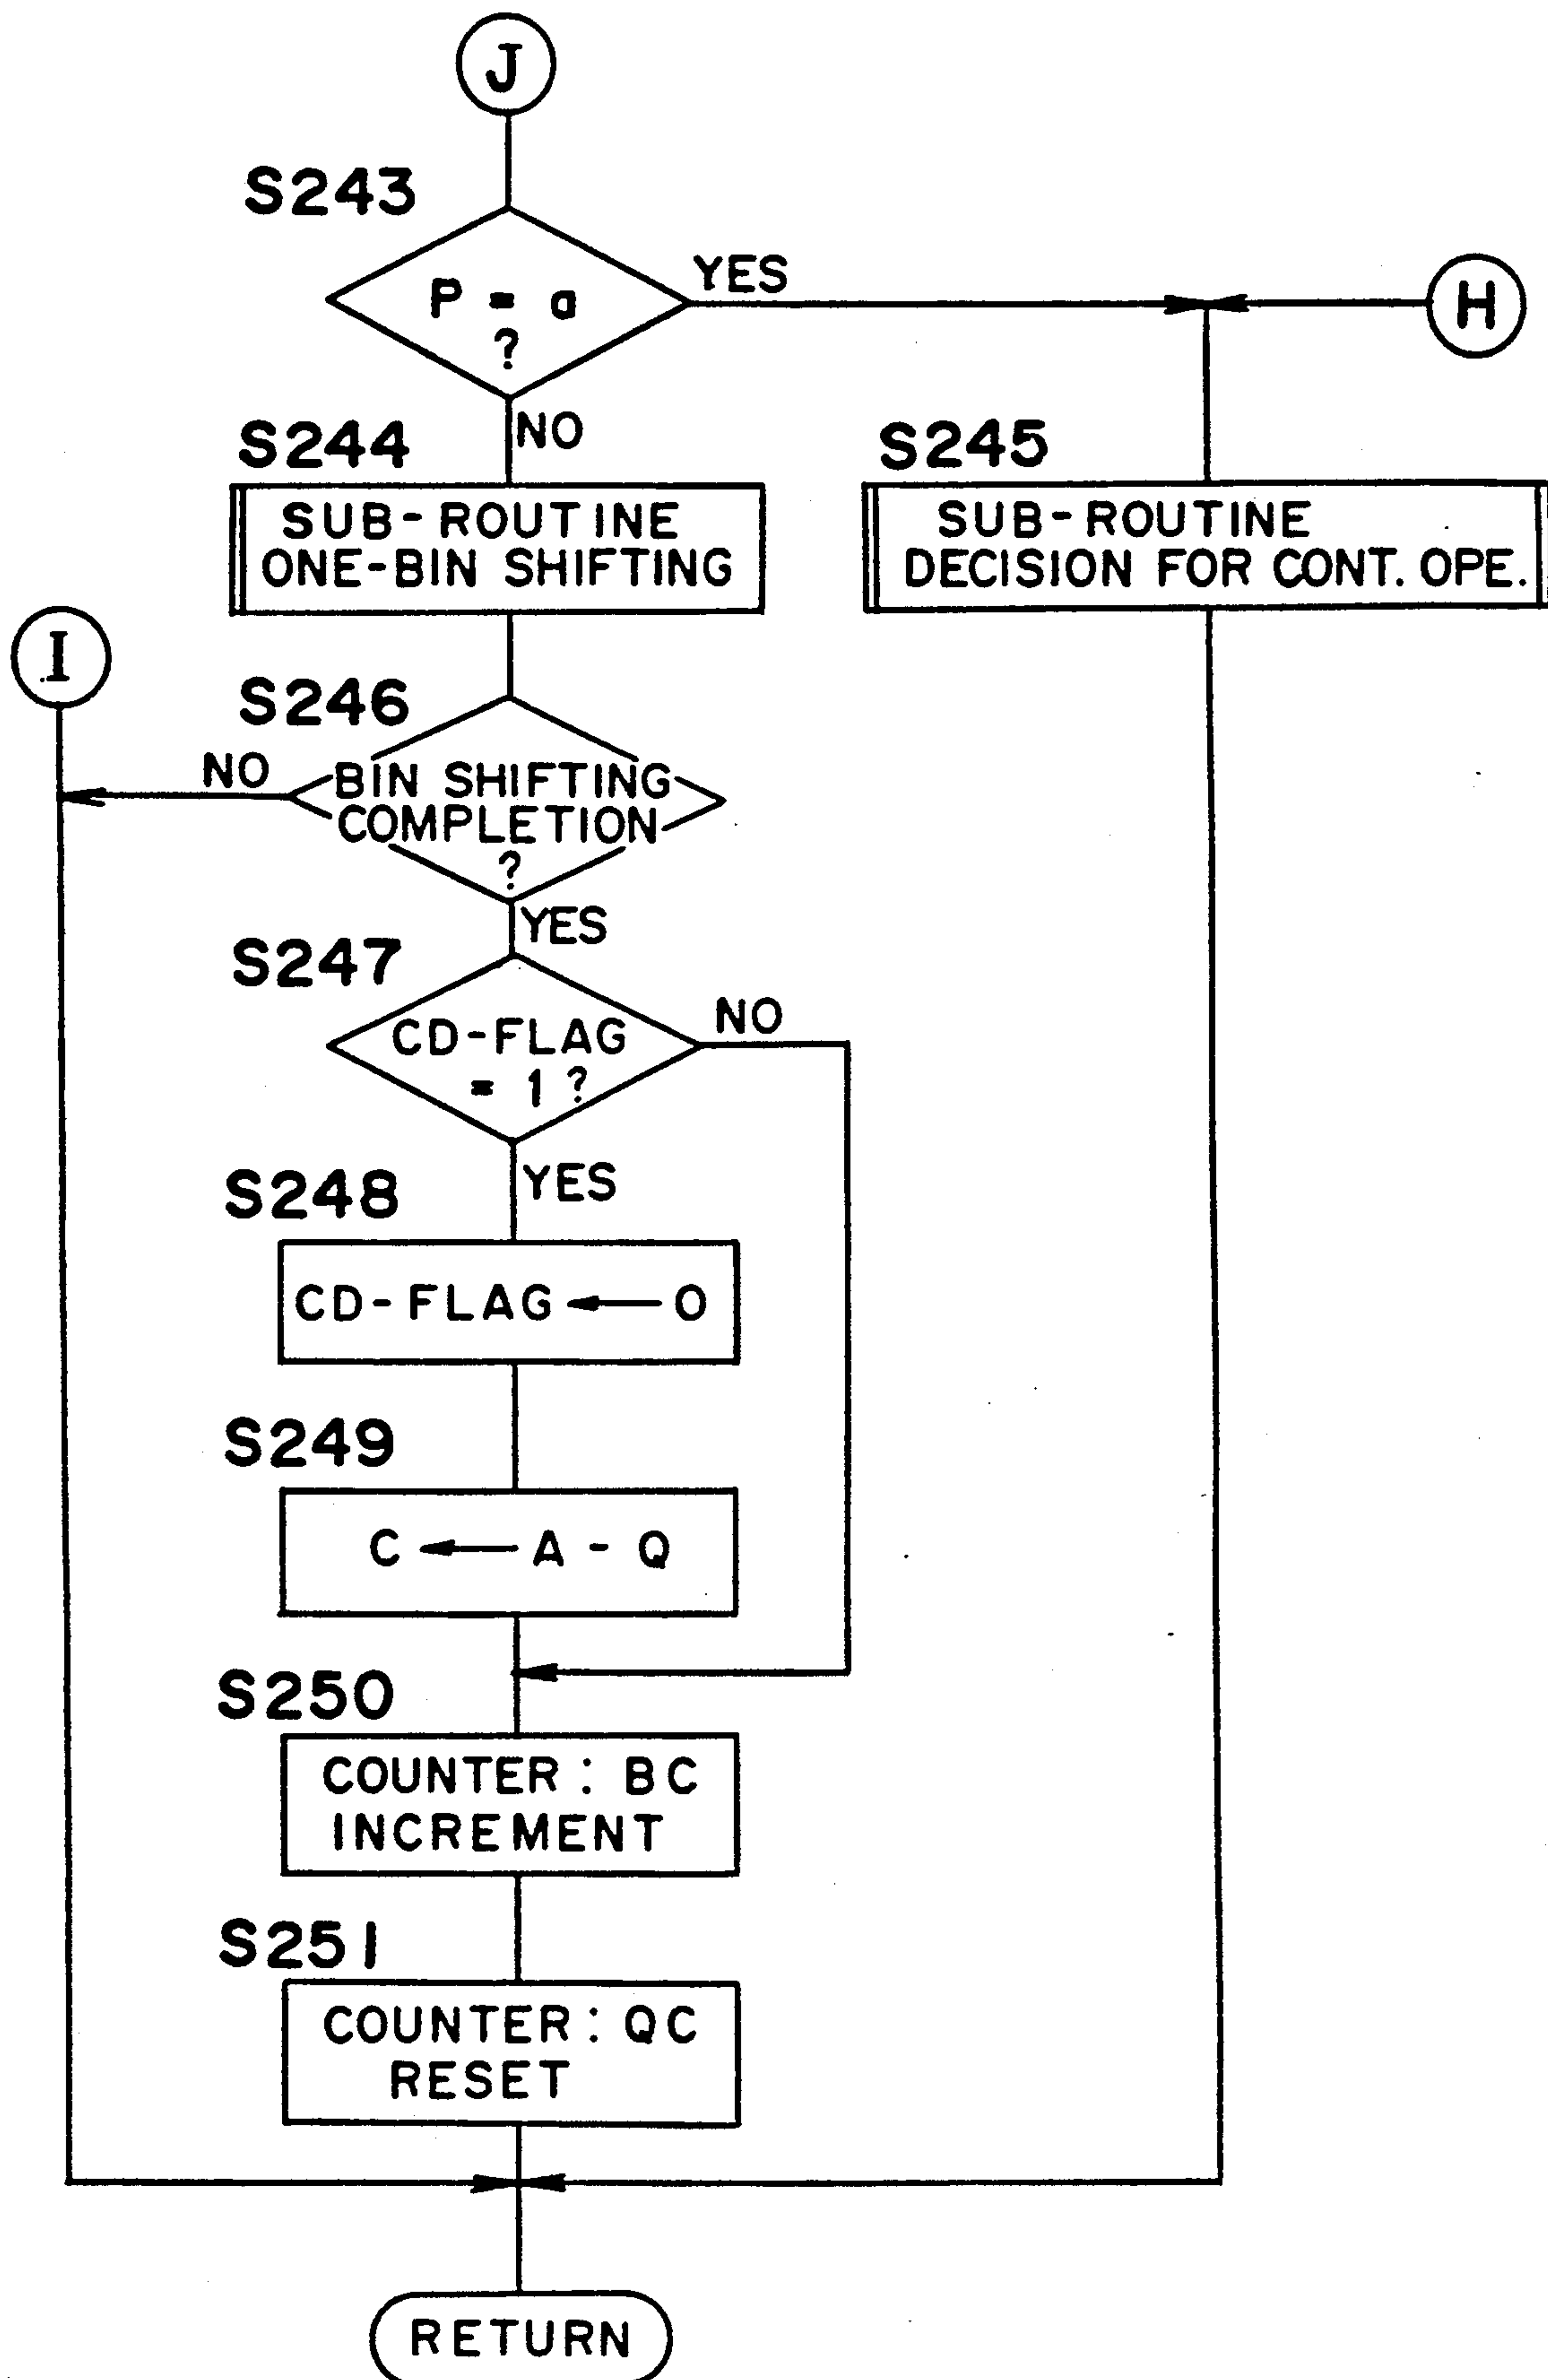 J
S243
P = a
?
YES
H
NO
S244
SUB-ROUTINE
ONE-BIN SHIFTING
S245
SUB-ROUTINE
DECISION FOR CONT. OPE.
I
S246
NO
BIN SHIFTING
COMPLETION
?
YES
S247
CD-FLAG
= 1 ?
NO
YES
S248
CD-FLAG ← 0
S249
C ← A - Q
S250
COUNTER : BC
INCREMENT
S251
COUNTER : QC
RESET
RETURN